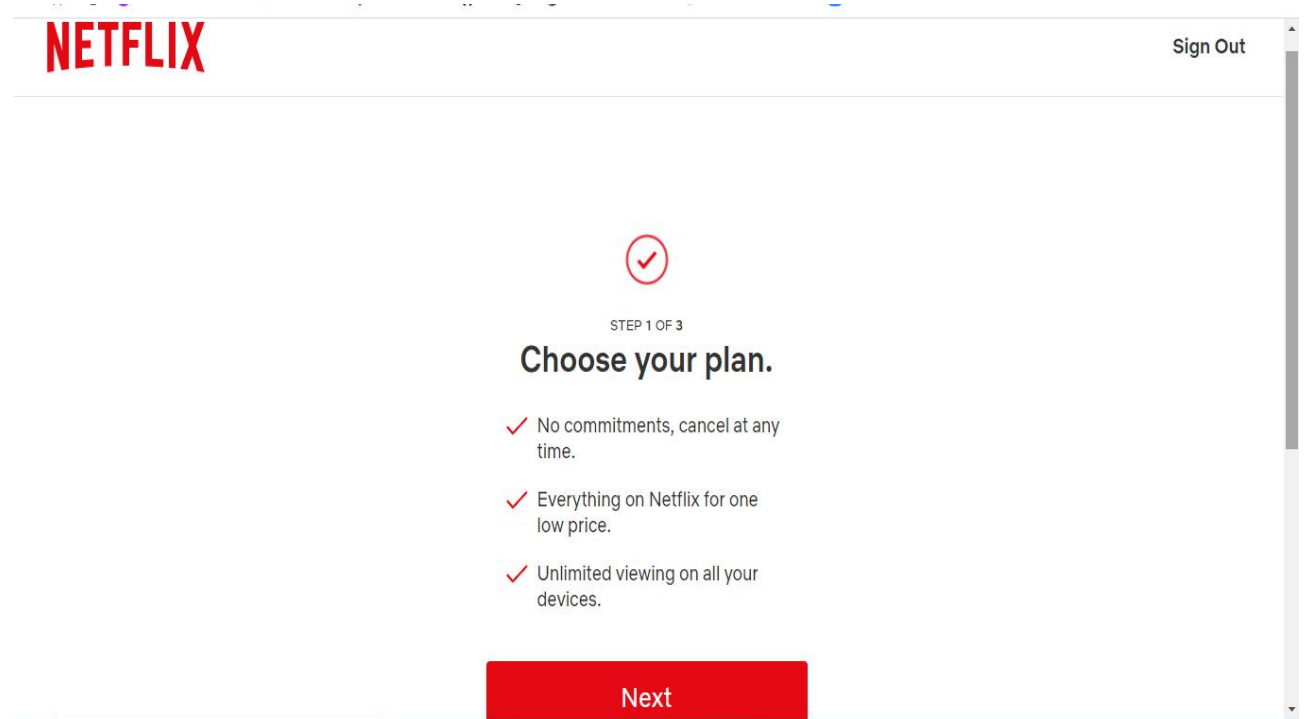 NETFLIX
Sign Out
STEP 1 OF 3
Choose your plan.
No commitments, cancel at any
time.
Everything on Netflix for one
low price.
Unlimited viewing on all your
devices.
Next